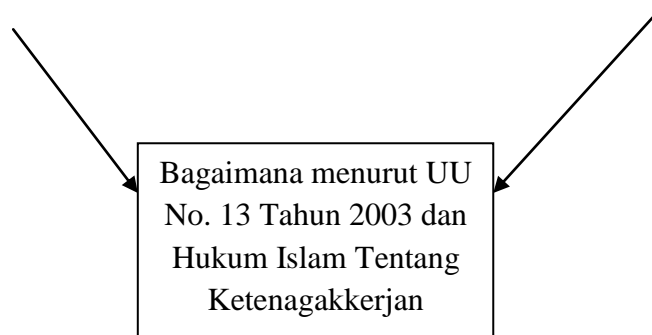 Bagaimana menurut UU
No. 13 Tahun 2003 dan
Hukum Islam Tentang
Ketenagakkerjan